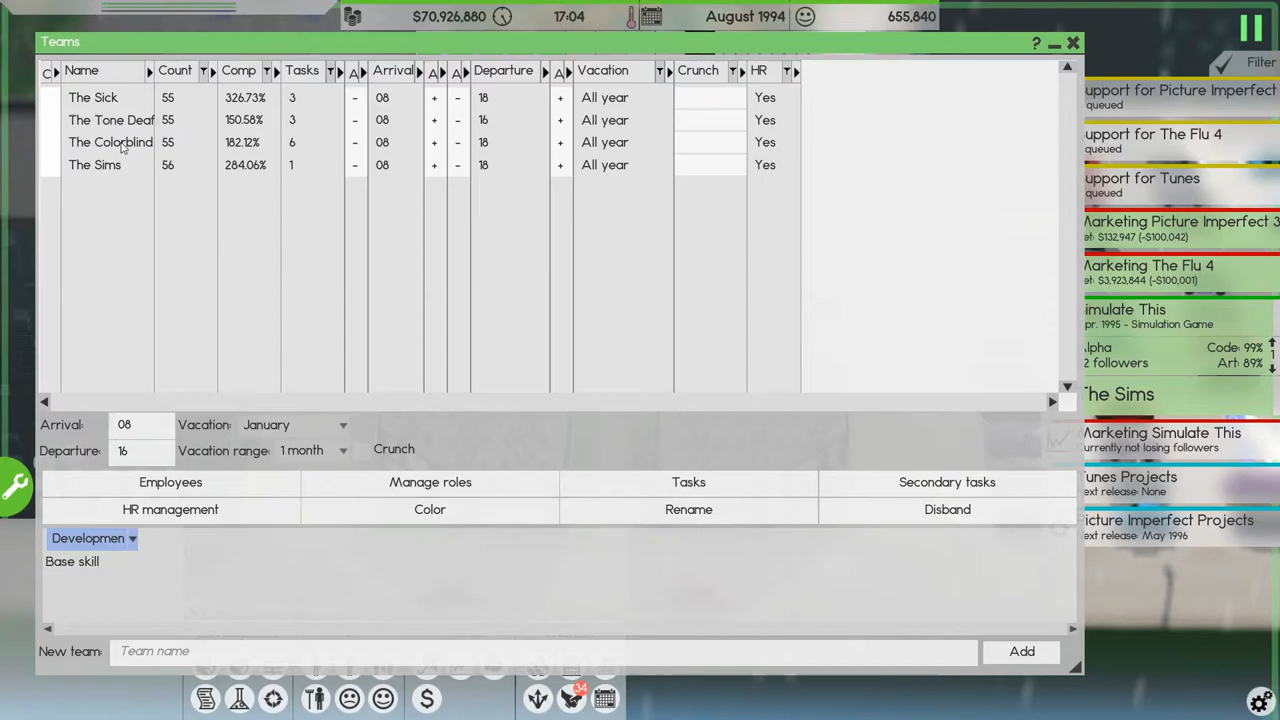 $70,926,880 17:04 August 1994 655,840
Teams ?
Filter
C Name Count Comp Tasks A Arrival A A Departure A Vacation Crunch HR
The Sick 55 326.73% 3 - 08 + - 18 + All year Yes
The Tone Deaf 55 150.58% 3 - 08 + - 16 + All year Yes
The Colorblind 55 182.12% 6 - 08 + - 18 + All year Yes
The Sims 56 284.06% 1 - 08 + - 18 + All year Yes
upport for Picture Imperfect
queued
upport for The Flu 4
queued
upport for Tunes
queued
Marketing Picture Imperfect 3
et: $132,947 (-$100,042)
Marketing The Flu 4
et: $3,923,844 (-$100,001)
imulate This
pr. 1995 - Simulation Game
Alpha Code: 99%
2 followers Art: 89%
1
The Sims
Marketing Simulate This
Currently not losing followers
Tunes Projects
ext release: None
icture Imperfect Projects
ext release: May 1996
Arrival: 08 Vacation: January
Departure: 16 Vacation range: 1 month Crunch
Employees Manage roles Tasks Secondary tasks
HR management Color Rename Disband
Developmen
Base skill
New team: Team name Add
34